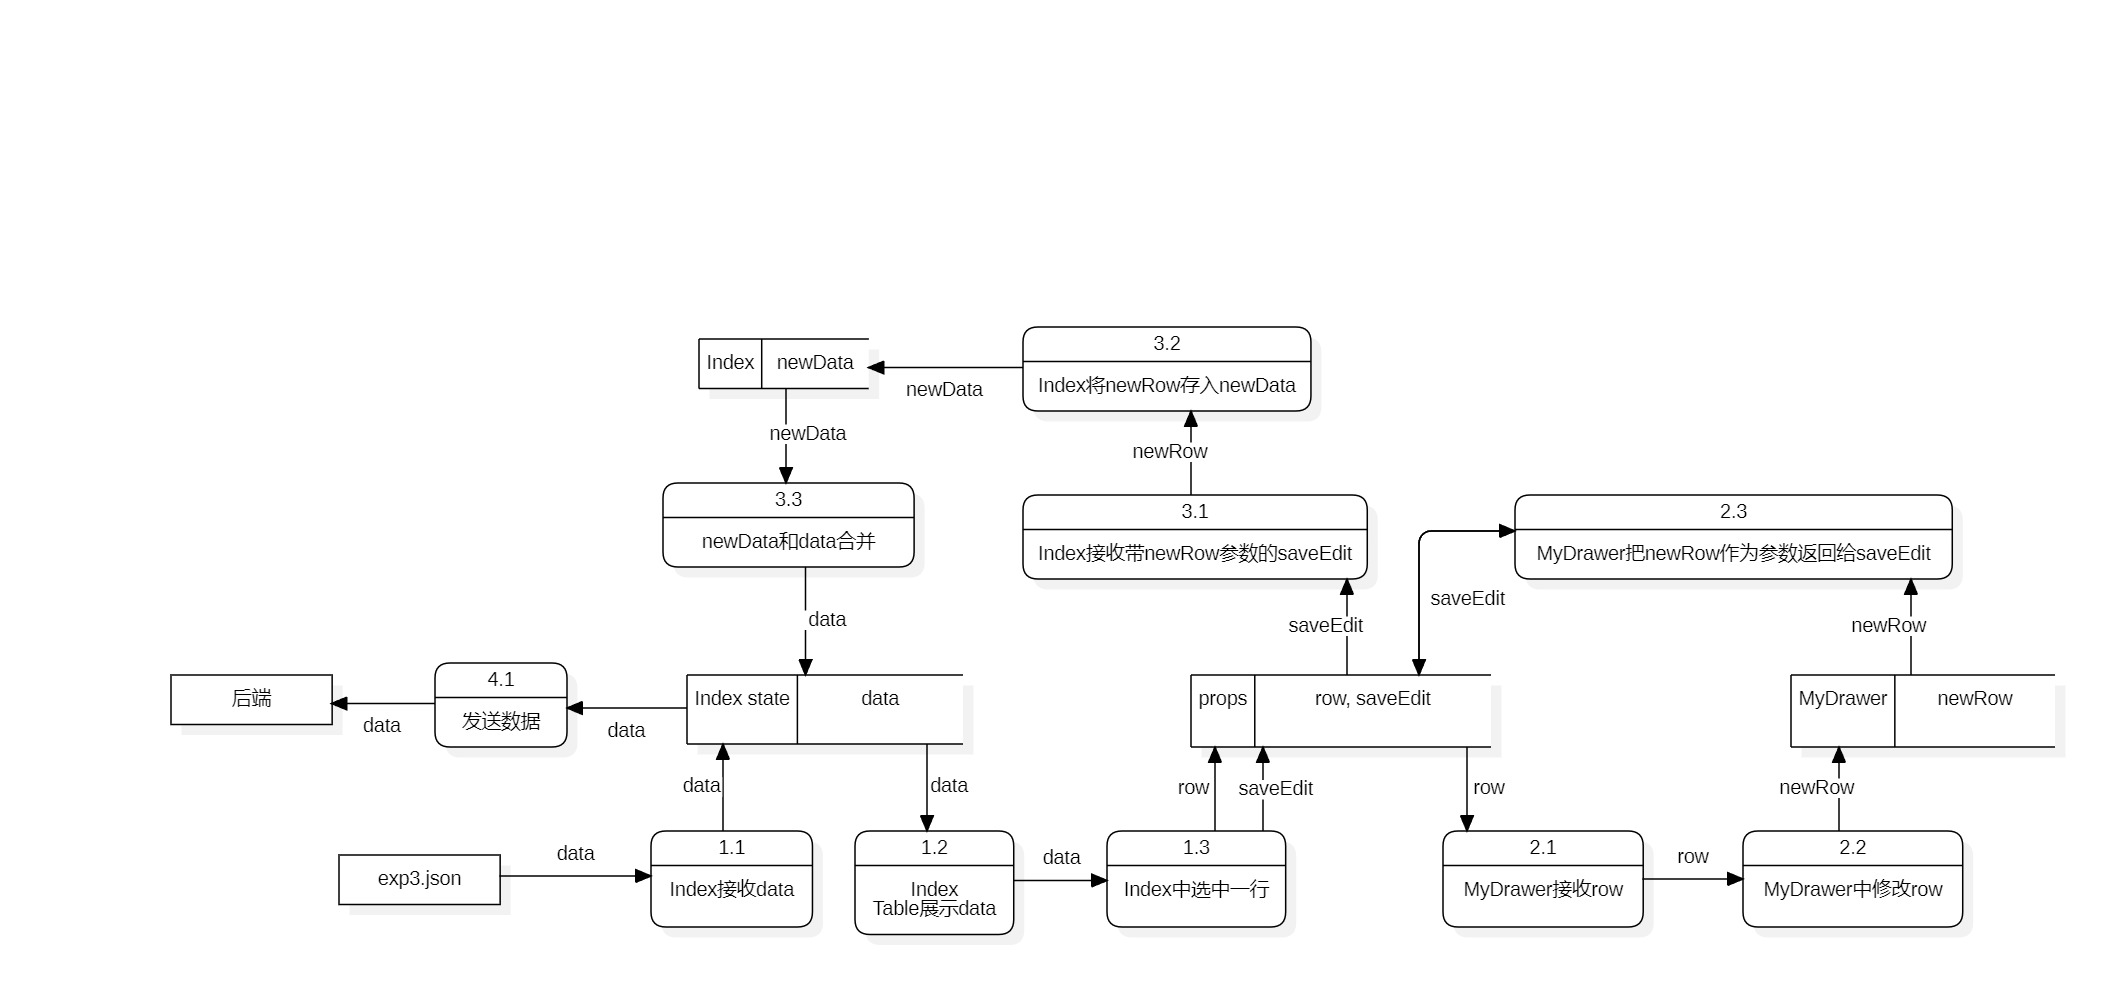 3.2
Index
newData
Index将newRow存入newData
newData
newData
newRow
3.3
newData和data合并
3.1
Index接收带newRow参数的saveEdit
2.3
MyDrawer把newRow作为参数返回给saveEdit
saveEdit
data
saveEdit
newRow
后端
data
4.1
发送数据
data
Index state
data
props
row, saveEdit
MyDrawer
newRow
data
data
row
saveEdit
row
newRow
exp3.json
data
1.1
Index接收data
1.2
Index
Table展示data
data
1.3
Index中选中一行
2.1
MyDrawer接收row
row
2.2
MyDrawer中修改row